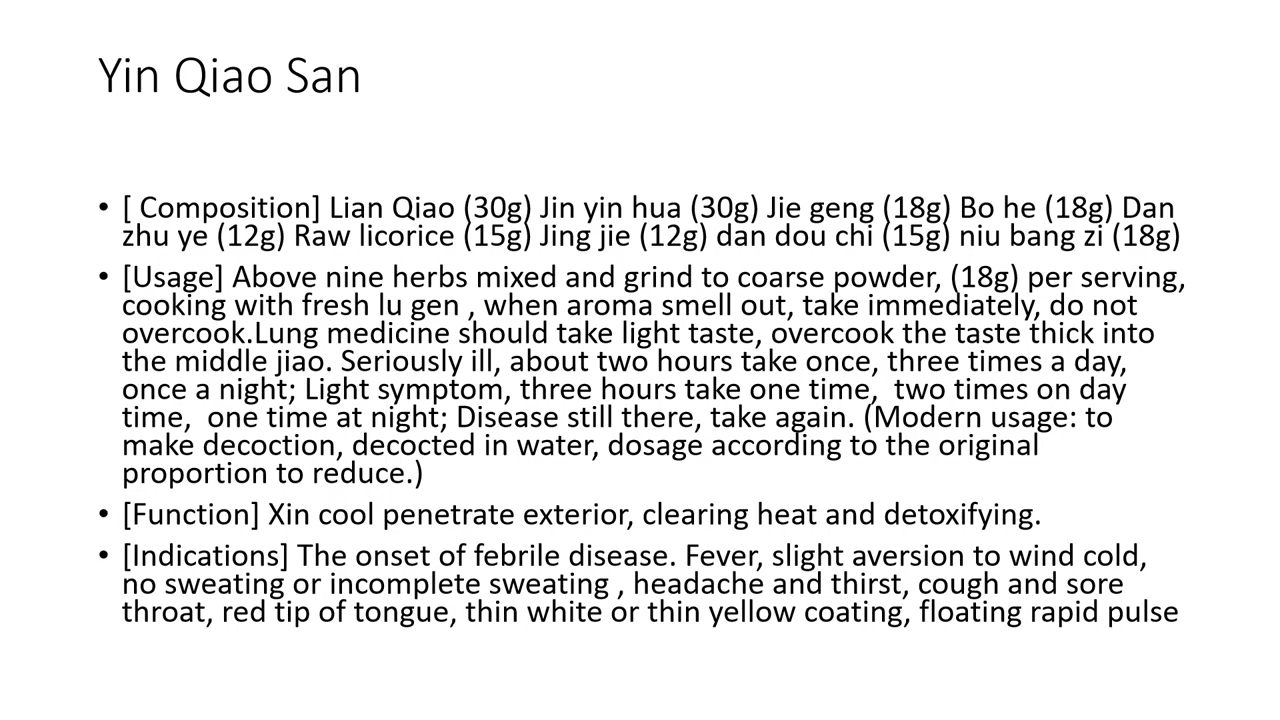 Yin Qiao San
• [ Composition] Lian Qiao (30g) Jin yin hua (30g) Jie geng (18g) Bo he (18g) Dan
zhu ye (12g) Raw licorice (15g) Jing jie (12g) dan dou chi (15g) niu bang zi (18g)
• [Usage] Above nine herbs mixed and grind to coarse powder, (18g) per serving,
cooking with fresh lu gen , when aroma smell out, take immediately, do not
overcook.Lung medicine should take light taste, overcook the taste thick into
the middle jiao. Seriously ill, about two hours take once, three times a day,
once a night; Light symptom, three hours take one time,  two times on day
time,  one time at night; Disease still there, take again. (Modern usage: to
make decoction, decocted in water, dosage according to the original
proportion to reduce.)
• [Function] Xin cool penetrate exterior, clearing heat and detoxifying.
• [Indications] The onset of febrile disease. Fever, slight aversion to wind cold,
no sweating or incomplete sweating , headache and thirst, cough and sore
throat, red tip of tongue, thin white or thin yellow coating, floating rapid pulse